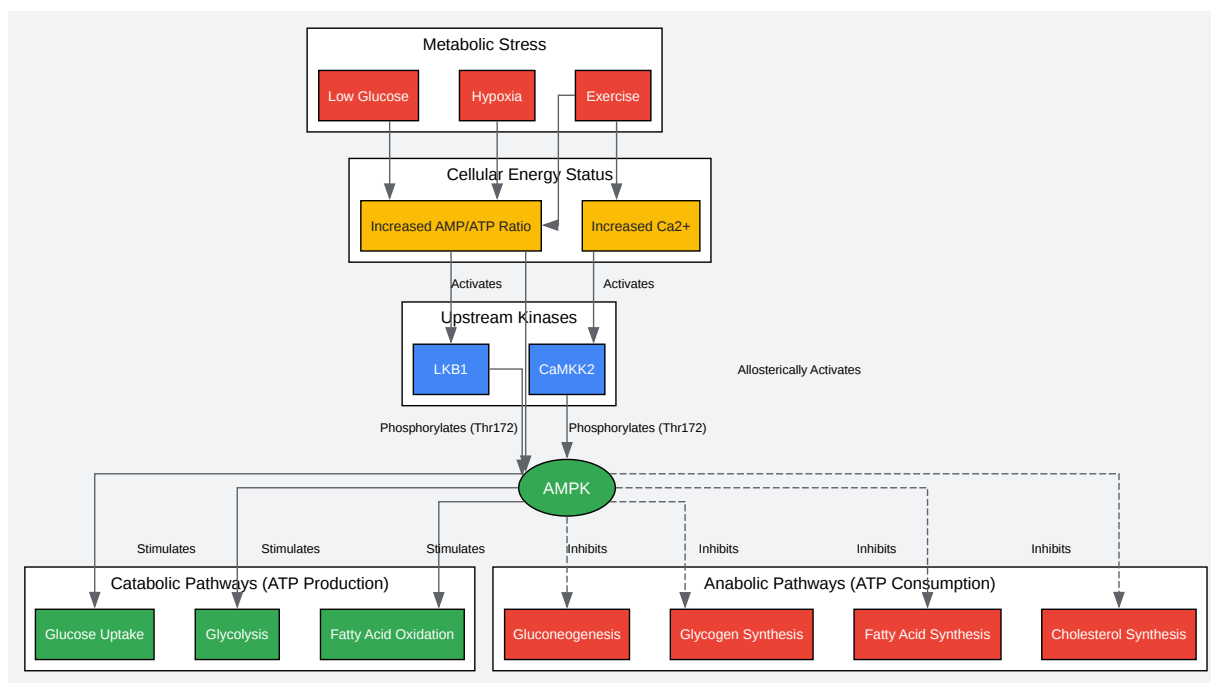 Metabolic Stress
Low Glucose
Hypoxia
Exercise
Cellular Energy Status
Increased AMP/ATP Ratio
Increased Ca2+
Activates
Activates
Upstream Kinases
LKB1
CaMKK2
Allosterically Activates
Phosphorylates (Thr172)
Phosphorylates (Thr172)
AMPK
Stimulates
Stimulates
Stimulates
Inhibits
Inhibits
Inhibits
Inhibits
Catabolic Pathways (ATP Production)
Anabolic Pathways (ATP Consumption)
Glucose Uptake
Glycolysis
Fatty Acid Oxidation
Gluconeogenesis
Glycogen Synthesis
Fatty Acid Synthesis
Cholesterol Synthesis